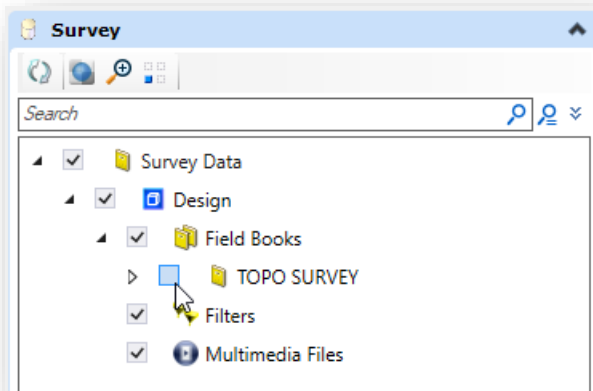 Survey
Search
Survey Data
Design
Field Books
TOPO SURVEY
Filters
Multimedia Files